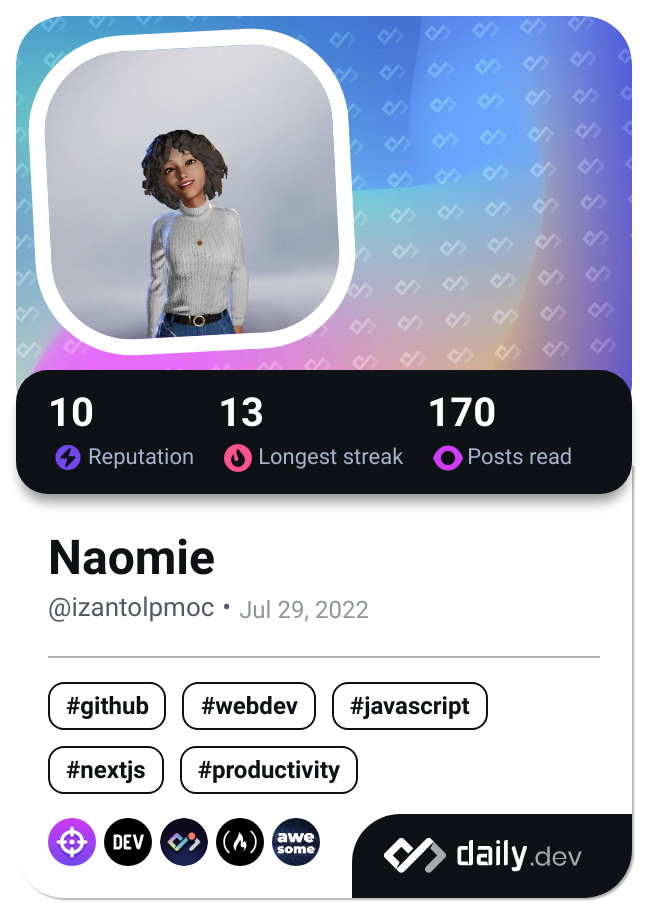 10 13 170
Reputation Longest streak Posts read
Naomie
@izantolpmoc • Jul 29, 2022
#github #webdev #javascript
#nextjs #productivity
DEV awe some
daily.dev